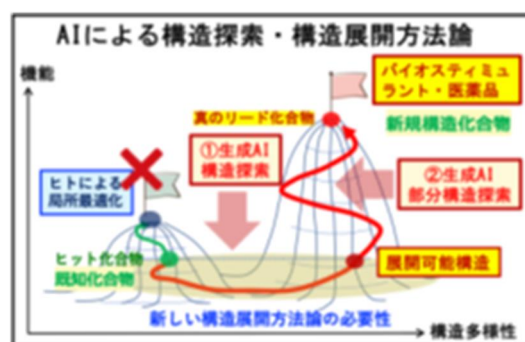 AIによる構造探索・構造展開方法論
機能
バイオスティミュ
ラント・医薬品
真のリード化合物
新規構造化合物
①生成AI
構造探索
②生成AI
部分構造探索
ヒトによる
局所最適化
ヒット化合物
既知化合物
展開可能構造
新しい構造展開方法論の必要性
構造多様性